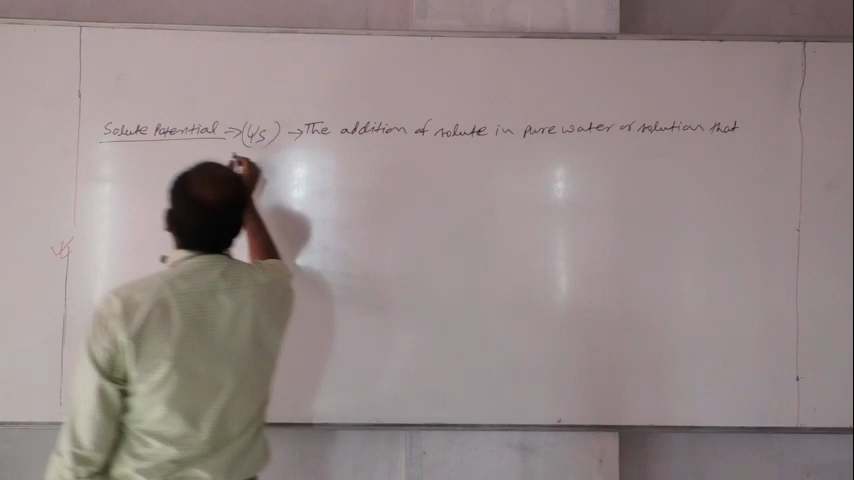 Solute Potential → (Ψs) → The addition of solute in pure water or solution that
Ψ